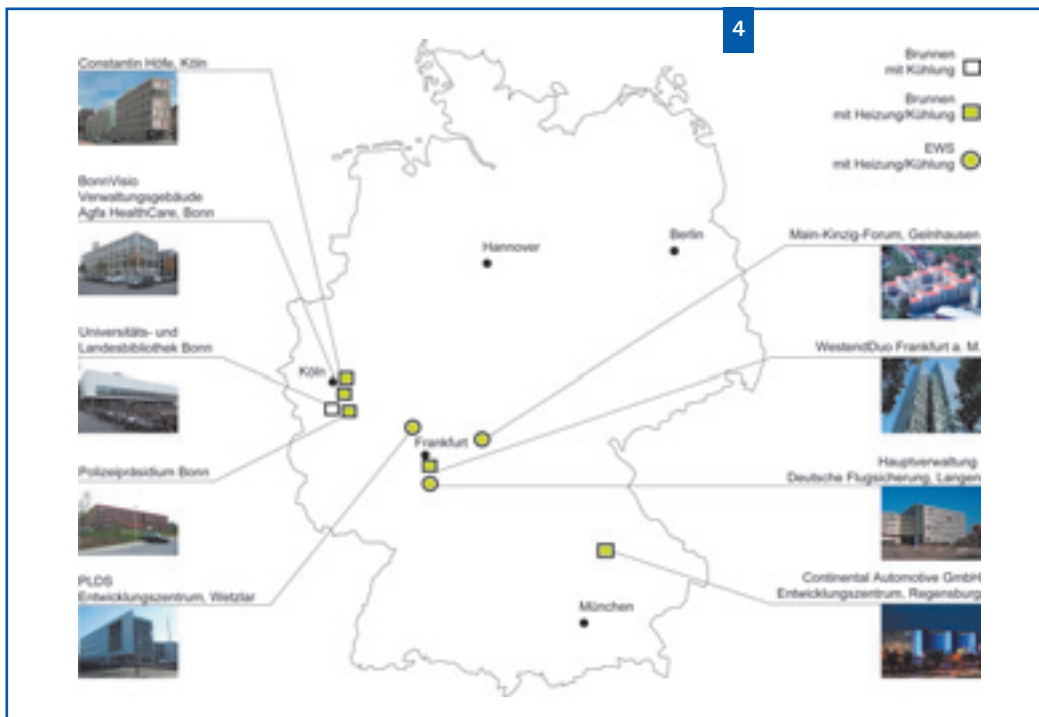 4
Constantin Höfe, Köln
BonnVisio
Verwaltungsgebäude
Agfa HealthCare, Bonn
Universitäts- und
Landesbibliothek Bonn
Polizeipräsidium Bonn
PLDS
Entwicklungszentrum, Wetzlar
Hannover
Berlin
Köln
Frankfurt
München
Brunnen
mit Kühlung
Brunnen
mit Heizung/Kühlung
EWS
mit Heizung/Kühlung
Main-Kinzig-Forum, Gelnhausen
WestendDuo Frankfurt a. M.
Hauptverwaltung
Deutsche Flugsicherung, Langen
Continental Automotive GmbH
Entwicklungszentrum, Regensburg